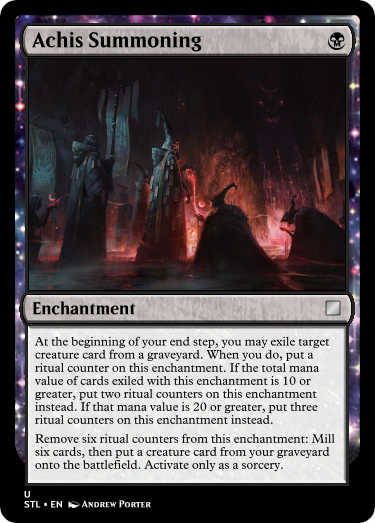 Achis Summoning
Enchantment
At the beginning of your end step, you may exile target
creature card from a graveyard. When you do, put a
ritual counter on this enchantment. If the total mana
value of cards exiled with this enchantment is 10 or
greater, put two ritual counters on this enchantment
instead. If that mana value is 20 or greater, put three
ritual counters on this enchantment instead.
Remove six ritual counters from this enchantment: Mill
six cards, then put a creature card from your graveyard
onto the battlefield. Activate only as a sorcery.
U
STL • EN Andrew Porter